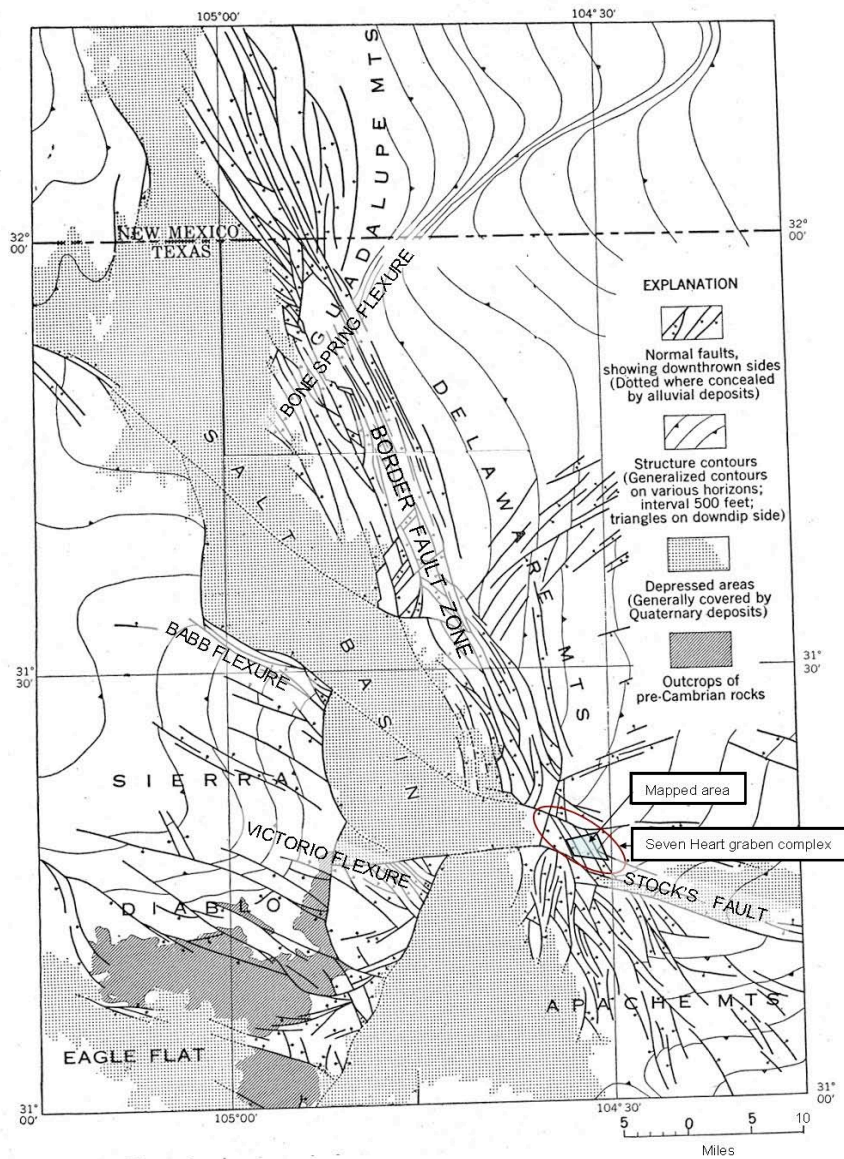 105°00'
104°30'
GUADALUPE MTS
NEW MEXICO
TEXAS
32°
00'
32°
00'
BONE SPRING FLEXURE
EXPLANATION
Normal faults,
showing downthrown sides
(Dotted where concealed
by alluvial deposits)
DELAWARE MTS
SALT BASIN
BORDER FAULT ZONE
Structure contours
(Generalized contours
on various horizons;
interval 500 feet;
triangles on downdip side)
Depressed areas
(Generally covered by
Quaternary deposits)
BABB FLEXURE
31°
30'
31°
30'
Outcrops of
pre-Cambrian rocks
SIERRA
Mapped area
VICTORIO FLEXURE
Seven Heart graben complex
STOCK'S FAULT
DIABLO
APACHE MTS
EAGLE FLAT
31°
00'
31°
00'
105°00'
104°30'
5 0 5 10
Miles